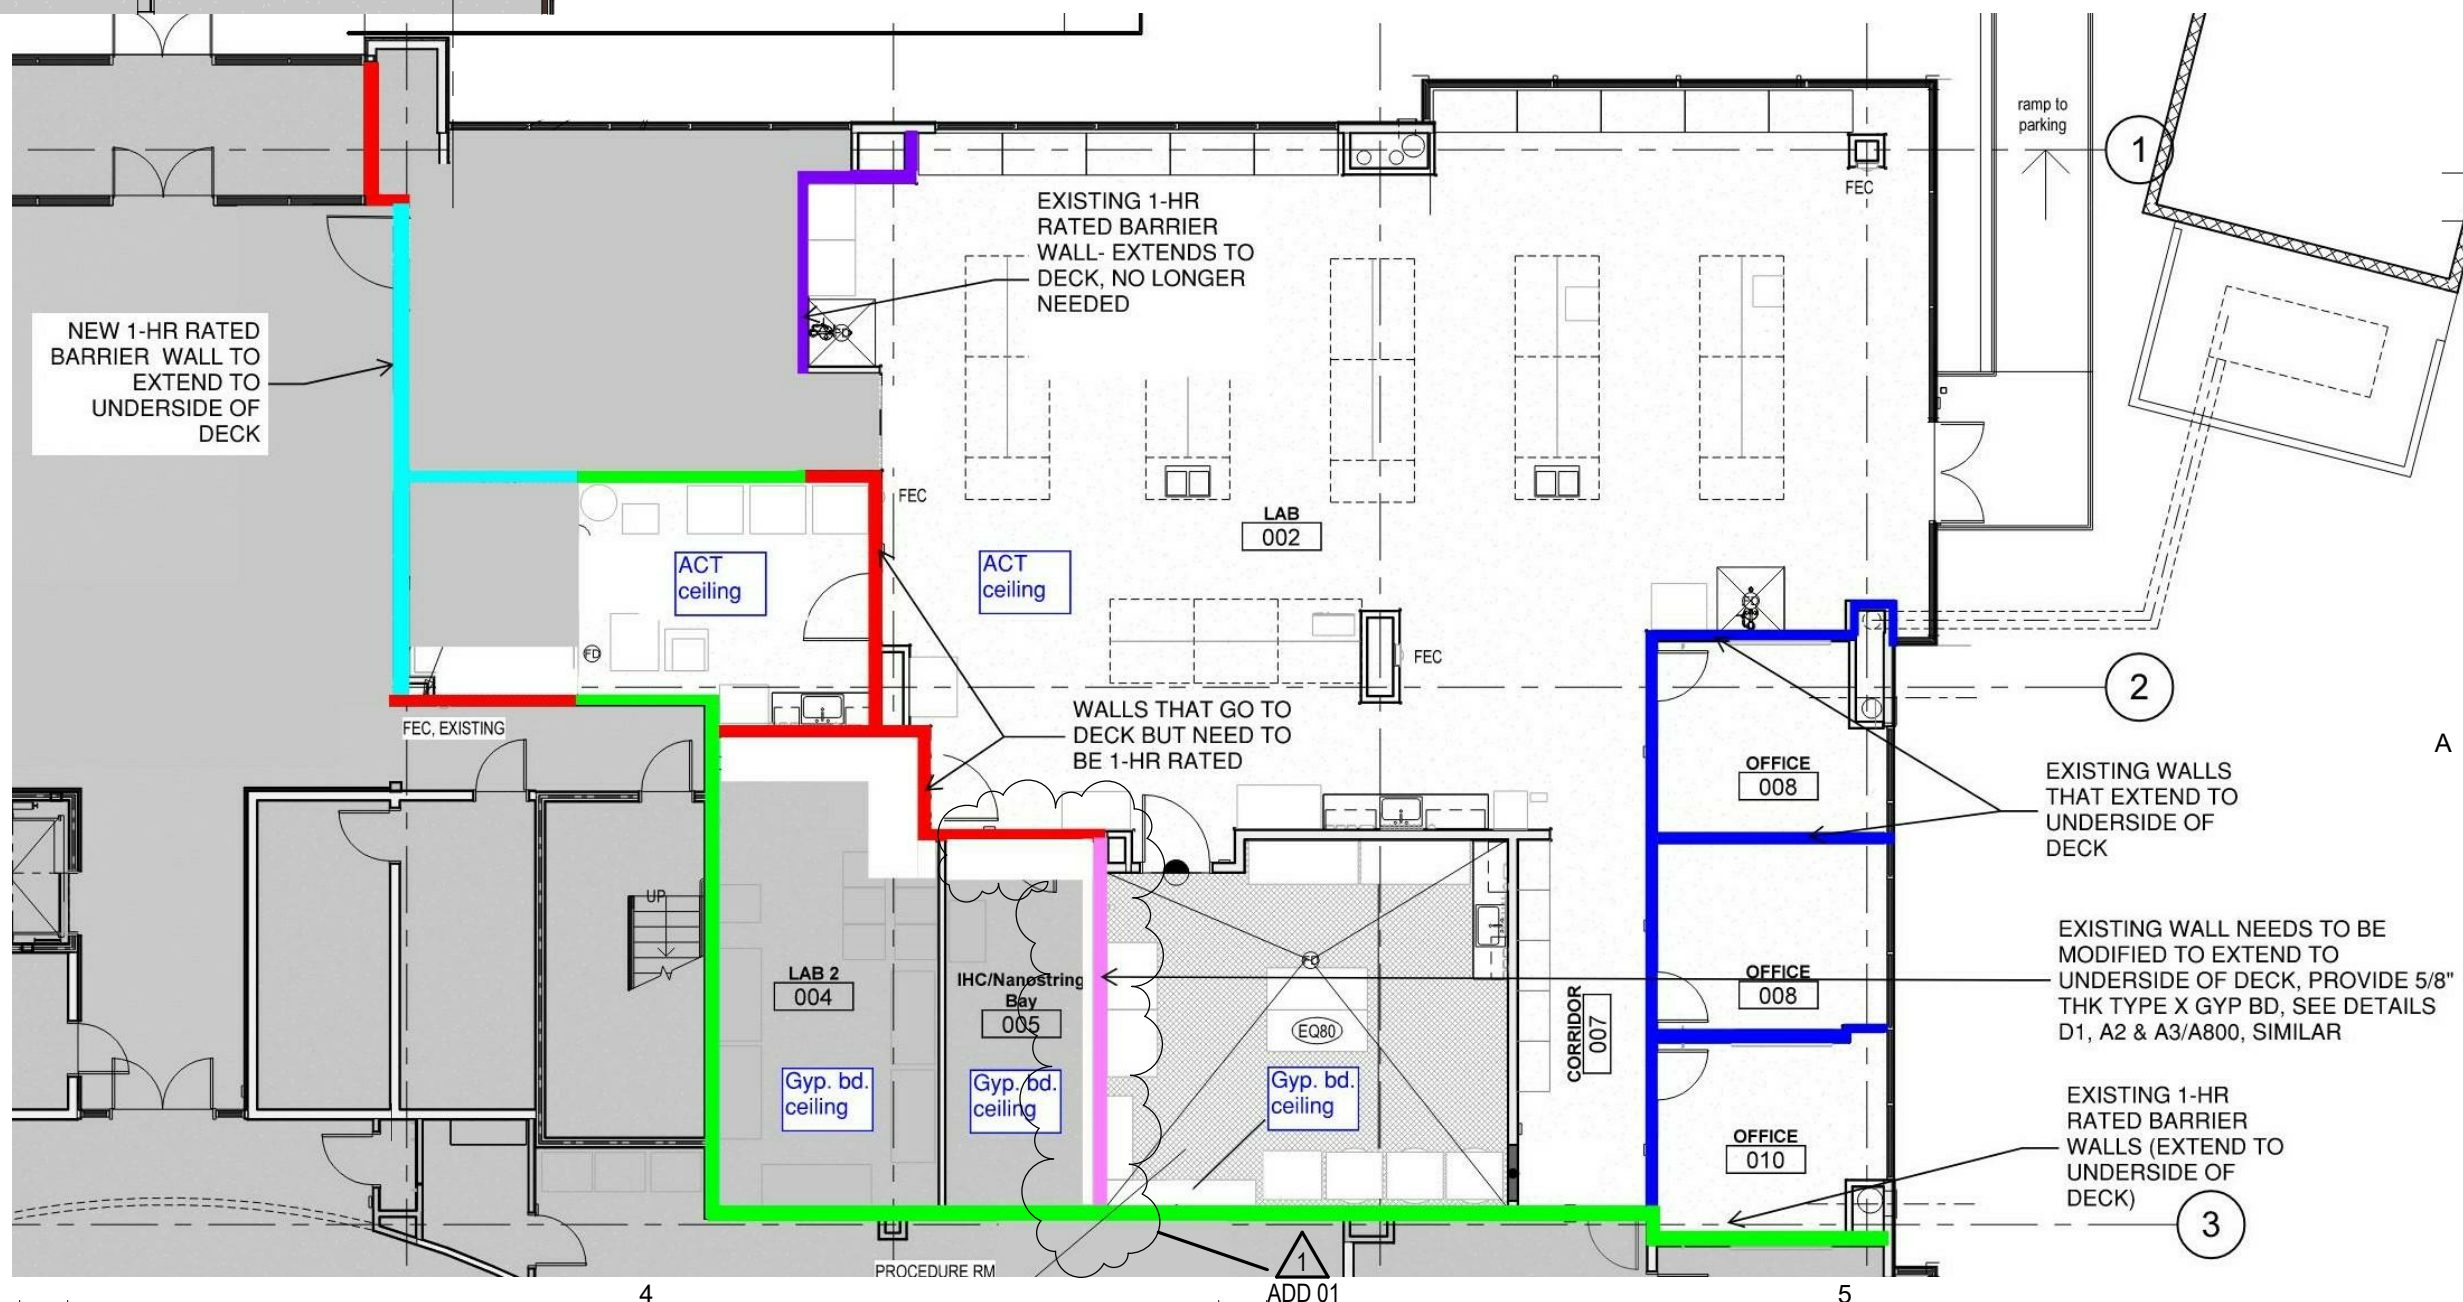 ramp to
parking
1
FEC
EXISTING 1-HR
RATED BARRIER
WALL- EXTENDS TO
DECK, NO LONGER
NEEDED
NEW 1-HR RATED
BARRIER WALL TO
EXTEND TO
UNDERSIDE OF
DECK
FEC
LAB
002
ACT
ceiling
ACT
ceiling
FD
FEC
2
FEC, EXISTING
WALLS THAT GO TO
DECK BUT NEED TO
BE 1-HR RATED
A
OFFICE
008
EXISTING WALLS
THAT EXTEND TO
UNDERSIDE OF
DECK
UP
LAB 2
004
IHC/Nanostring
Bay
005
FD
EQ80
CORRIDOR
007
OFFICE
008
EXISTING WALL NEEDS TO BE
MODIFIED TO EXTEND TO
UNDERSIDE OF DECK, PROVIDE 5/8"
THK TYPE X GYP BD, SEE DETAILS
D1, A2 & A3/A800, SIMILAR
Gyp. bd.
ceiling
Gyp. bd.
ceiling
Gyp. bd.
ceiling
OFFICE
010
EXISTING 1-HR
RATED BARRIER
WALLS (EXTEND TO
UNDERSIDE OF
DECK)
3
PROCEDURE RM
1
ADD 01
4
5